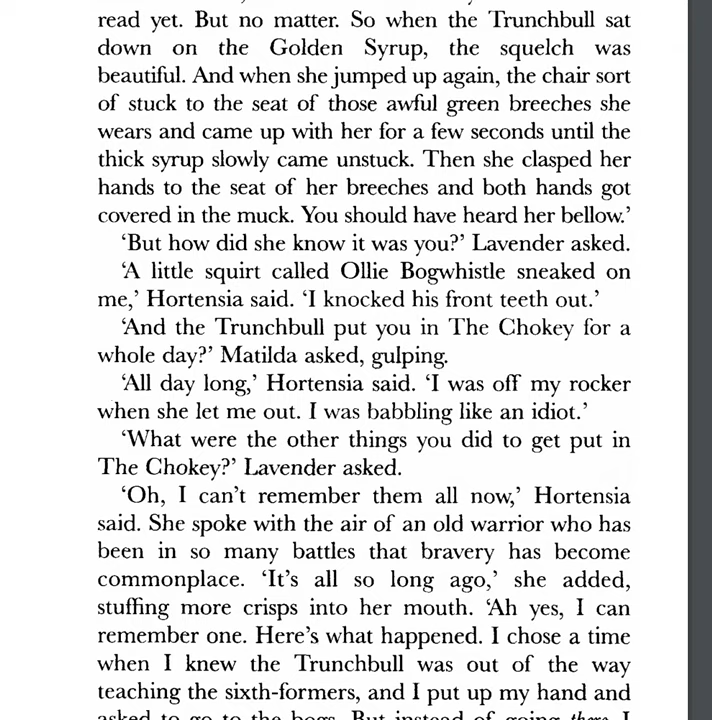 read yet. But no matter. So when the Trunchbull sat
down on the Golden Syrup, the squelch was
beautiful. And when she jumped up again, the chair sort
of stuck to the seat of those awful green breeches she
wears and came up with her for a few seconds until the
thick syrup slowly came unstuck. Then she clasped her
hands to the seat of her breeches and both hands got
covered in the muck. You should have heard her bellow.’
‘But how did she know it was you?’ Lavender asked.
‘A little squirt called Ollie Bogwhistle sneaked on
me,’ Hortensia said. ‘I knocked his front teeth out.’
‘And the Trunchbull put you in The Chokey for a
whole day?’ Matilda asked, gulping.
‘All day long,’ Hortensia said. ‘I was off my rocker
when she let me out. I was babbling like an idiot.’
‘What were the other things you did to get put in
The Chokey?’ Lavender asked.
‘Oh, I can’t remember them all now,’ Hortensia
said. She spoke with the air of an old warrior who has
been in so many battles that bravery has become
commonplace. ‘It’s all so long ago,’ she added,
stuffing more crisps into her mouth. ‘Ah yes, I can
remember one. Here’s what happened. I chose a time
when I knew the Trunchbull was out of the way
teaching the sixth-formers, and I put up my hand and
asked to go to the bogs. But instead of going there, I